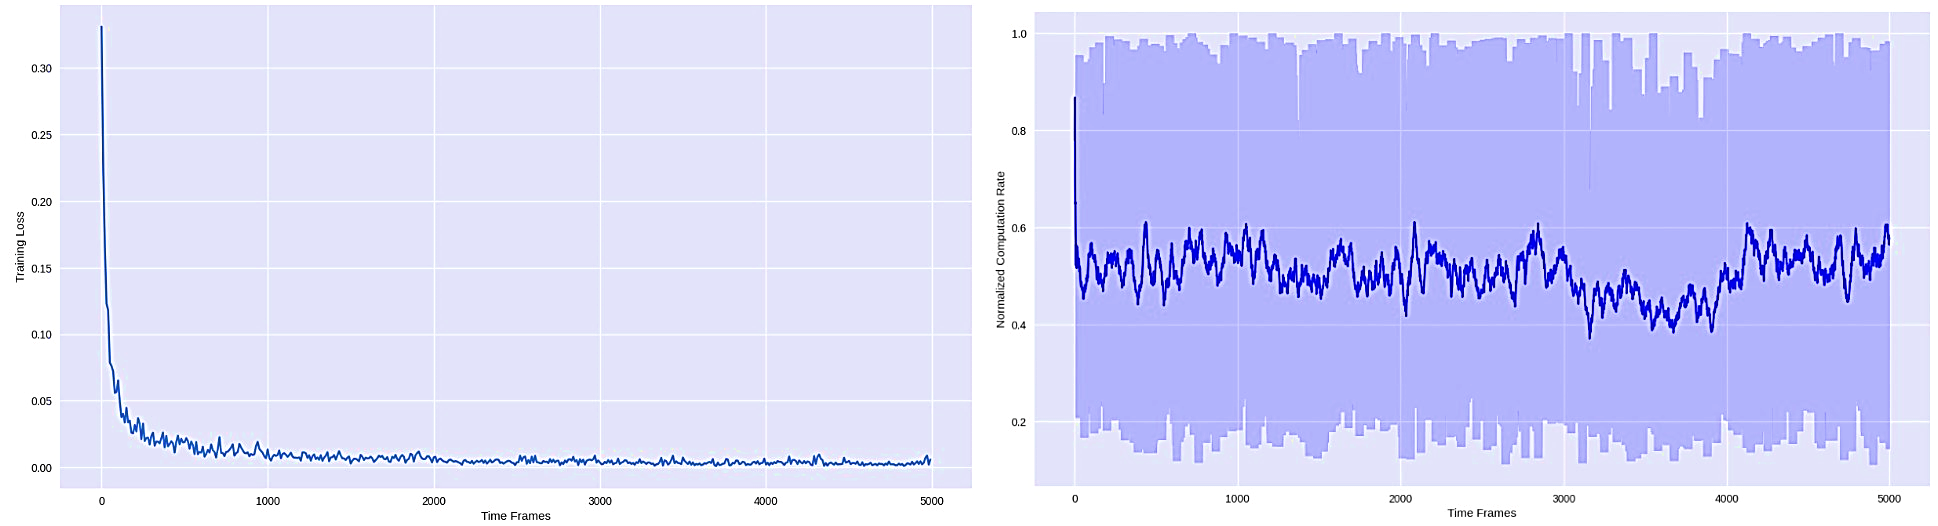 0.30
0.25
0.20
0.15
0.10
0.05
0.00
Training Loss
0 1000 2000 3000 4000 5000
Time Frames
1.0
0.8
0.6
0.4
0.2
Normalized Computation Rate
0 1000 2000 3000 4000 5000
Time Frames